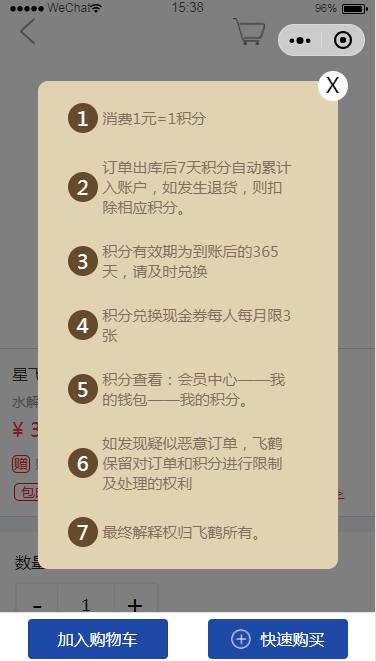 WeChat 15:38 96%
X
1 消费1元=1积分
2 订单出库后7天积分自动累计
入账户，如发生退货，则扣
除相应积分。
3 积分有效期为到账后的365
天，请及时兑换
4 积分兑换现金券每人每月限3
张
5 积分查看：会员中心——我
的钱包——我的积分。
6 如发现疑似恶意订单，飞鹤
保留对订单和积分进行限制
及处理的权利
7 最终解释权归飞鹤所有。
星飞
水解
¥ 3
赠
包邮
数量
- 1 +
加入购物车 快速购买